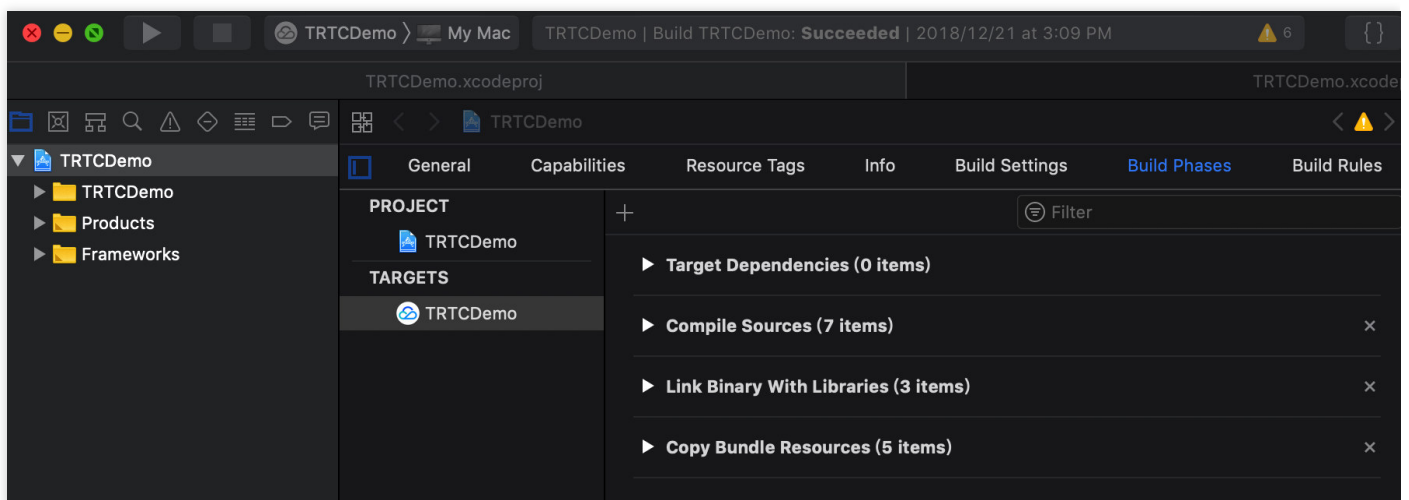 TRTCDemo 〉 My Mac TRTCDemo | Build TRTCDemo: Succeeded | 2018/12/21 at 3:09 PM 6 { }
TRTCDemo.xcodeproj TRTCDemo.xcodep
TRTCDemo
TRTCDemo
General Capabilities Resource Tags Info Build Settings Build Phases Build Rules
TRTCDemo
Products
Frameworks
PROJECT
TRTCDemo
TARGETS
TRTCDemo
Filter
Target Dependencies (0 items)
Compile Sources (7 items)
Link Binary With Libraries (3 items)
Copy Bundle Resources (5 items)